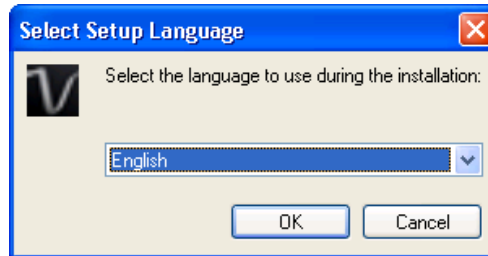 Select Setup Language
Select the language to use during the installation:
English
OK
Cancel